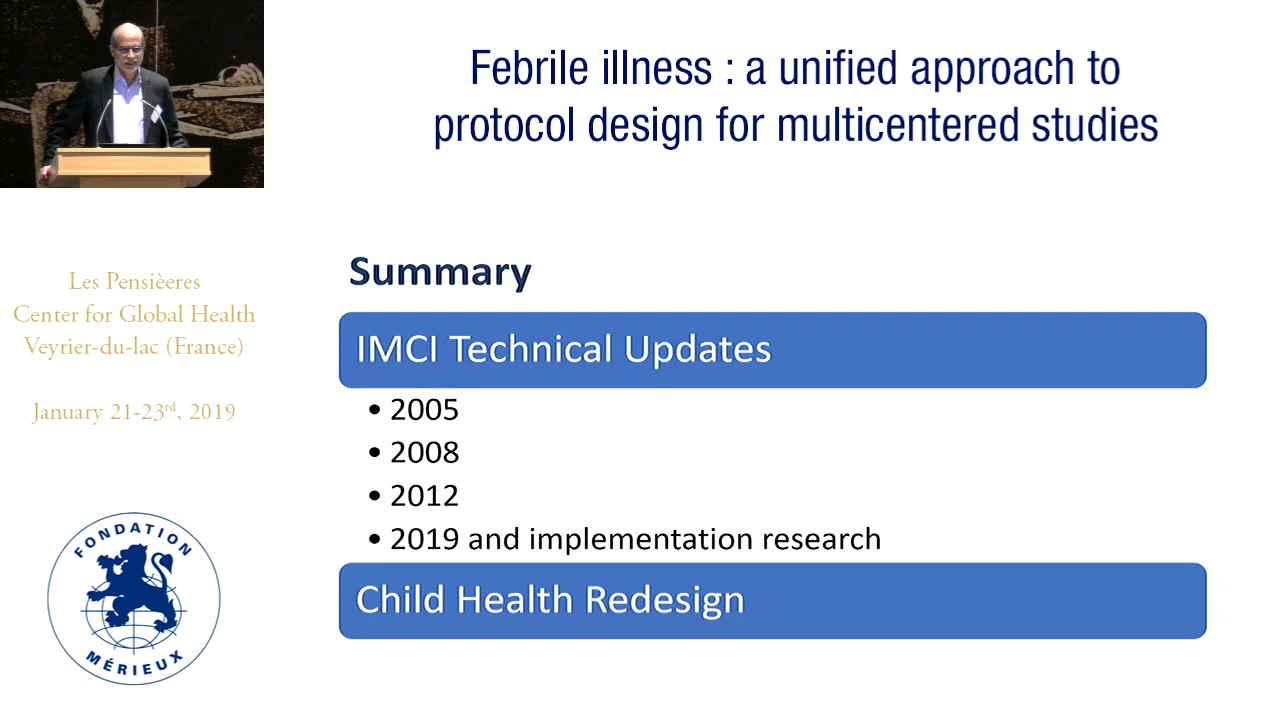 Febrile illness : a unified approach to
protocol design for multicentered studies
Les Pensièeres
Center for Global Health
Veyrier-du-lac (France)
January 21-23rd, 2019
FONDATION
MÉRIEUX
Summary
IMCI Technical Updates
• 2005
• 2008
• 2012
• 2019 and implementation research
Child Health Redesign